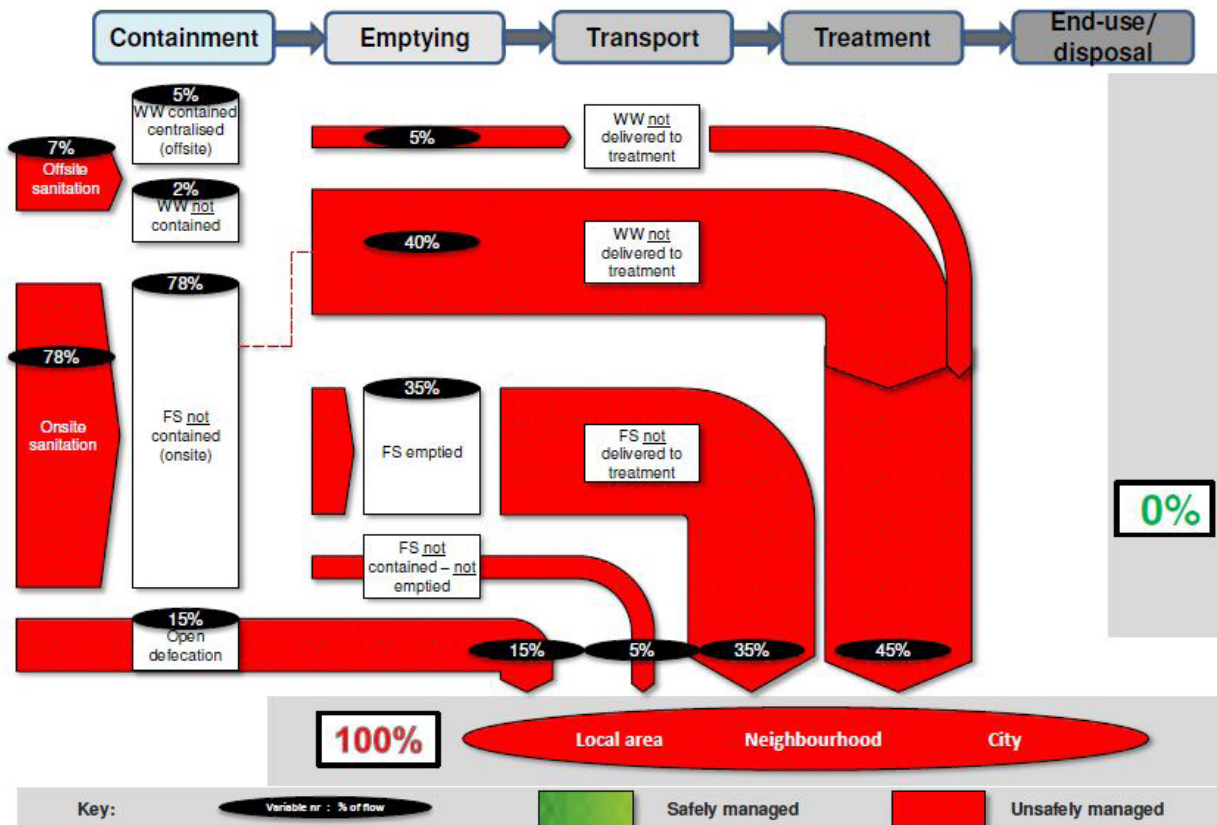 Containment
Emptying
Transport
Treatment
End-use/
disposal
5%
WW contained
centralised
(offsite)
7%
Offsite
sanitation
2%
WW not
contained
5%
WW not
delivered to
treatment
40%
WW not
delivered to
treatment
78%
Onsite
sanitation
78%
FS not
contained
(onsite)
35%
FS emptied
FS not
delivered to
treatment
FS not
contained – not
emptied
15%
Open
defecation
15%
5%
35%
45%
0%
100%
Local area
Neighbourhood
City
Key:
Variable nr : % of flow
Safely managed
Unsafely managed